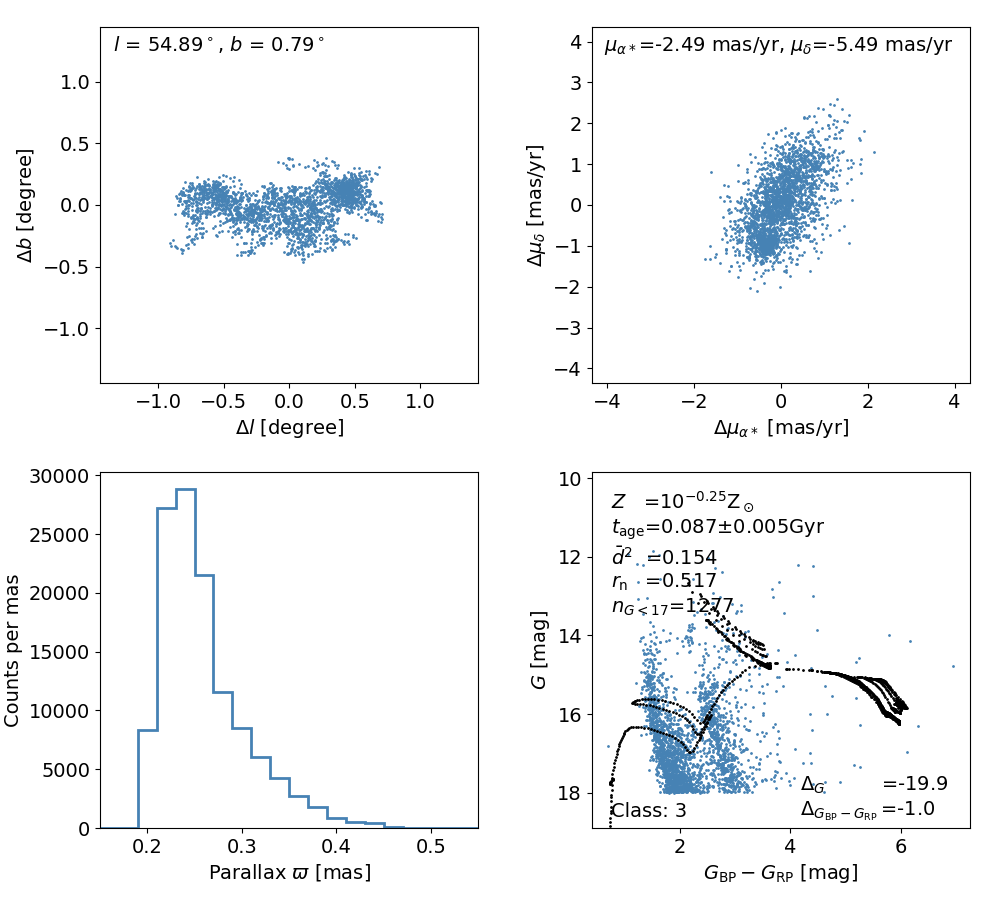 l = 54.89°, b = 0.79°
1.0
0.5
0.0
−0.5
−1.0
Δb [degree]
−1.0 −0.5 0.0 0.5 1.0
Δl [degree]
μα*=-2.49 mas/yr, μδ=-5.49 mas/yr
4
3
2
1
0
−1
−2
−3
−4
Δμδ [mas/yr]
−4 −2 0 2 4
Δμα* [mas/yr]
30000
25000
20000
15000
10000
5000
0
Counts per mas
0.2 0.3 0.4 0.5
Parallax ϖ [mas]
10
12
14
16
18
G [mag]
Z =10^−0.25 Z⊙
tage=0.087±0.005Gyr
d̄² =0.154
rn =0.517
nG<17=1277
ΔG =-19.9
ΔGBP−GRP=-1.0
Class: 3
2 4 6
GBP − GRP [mag]